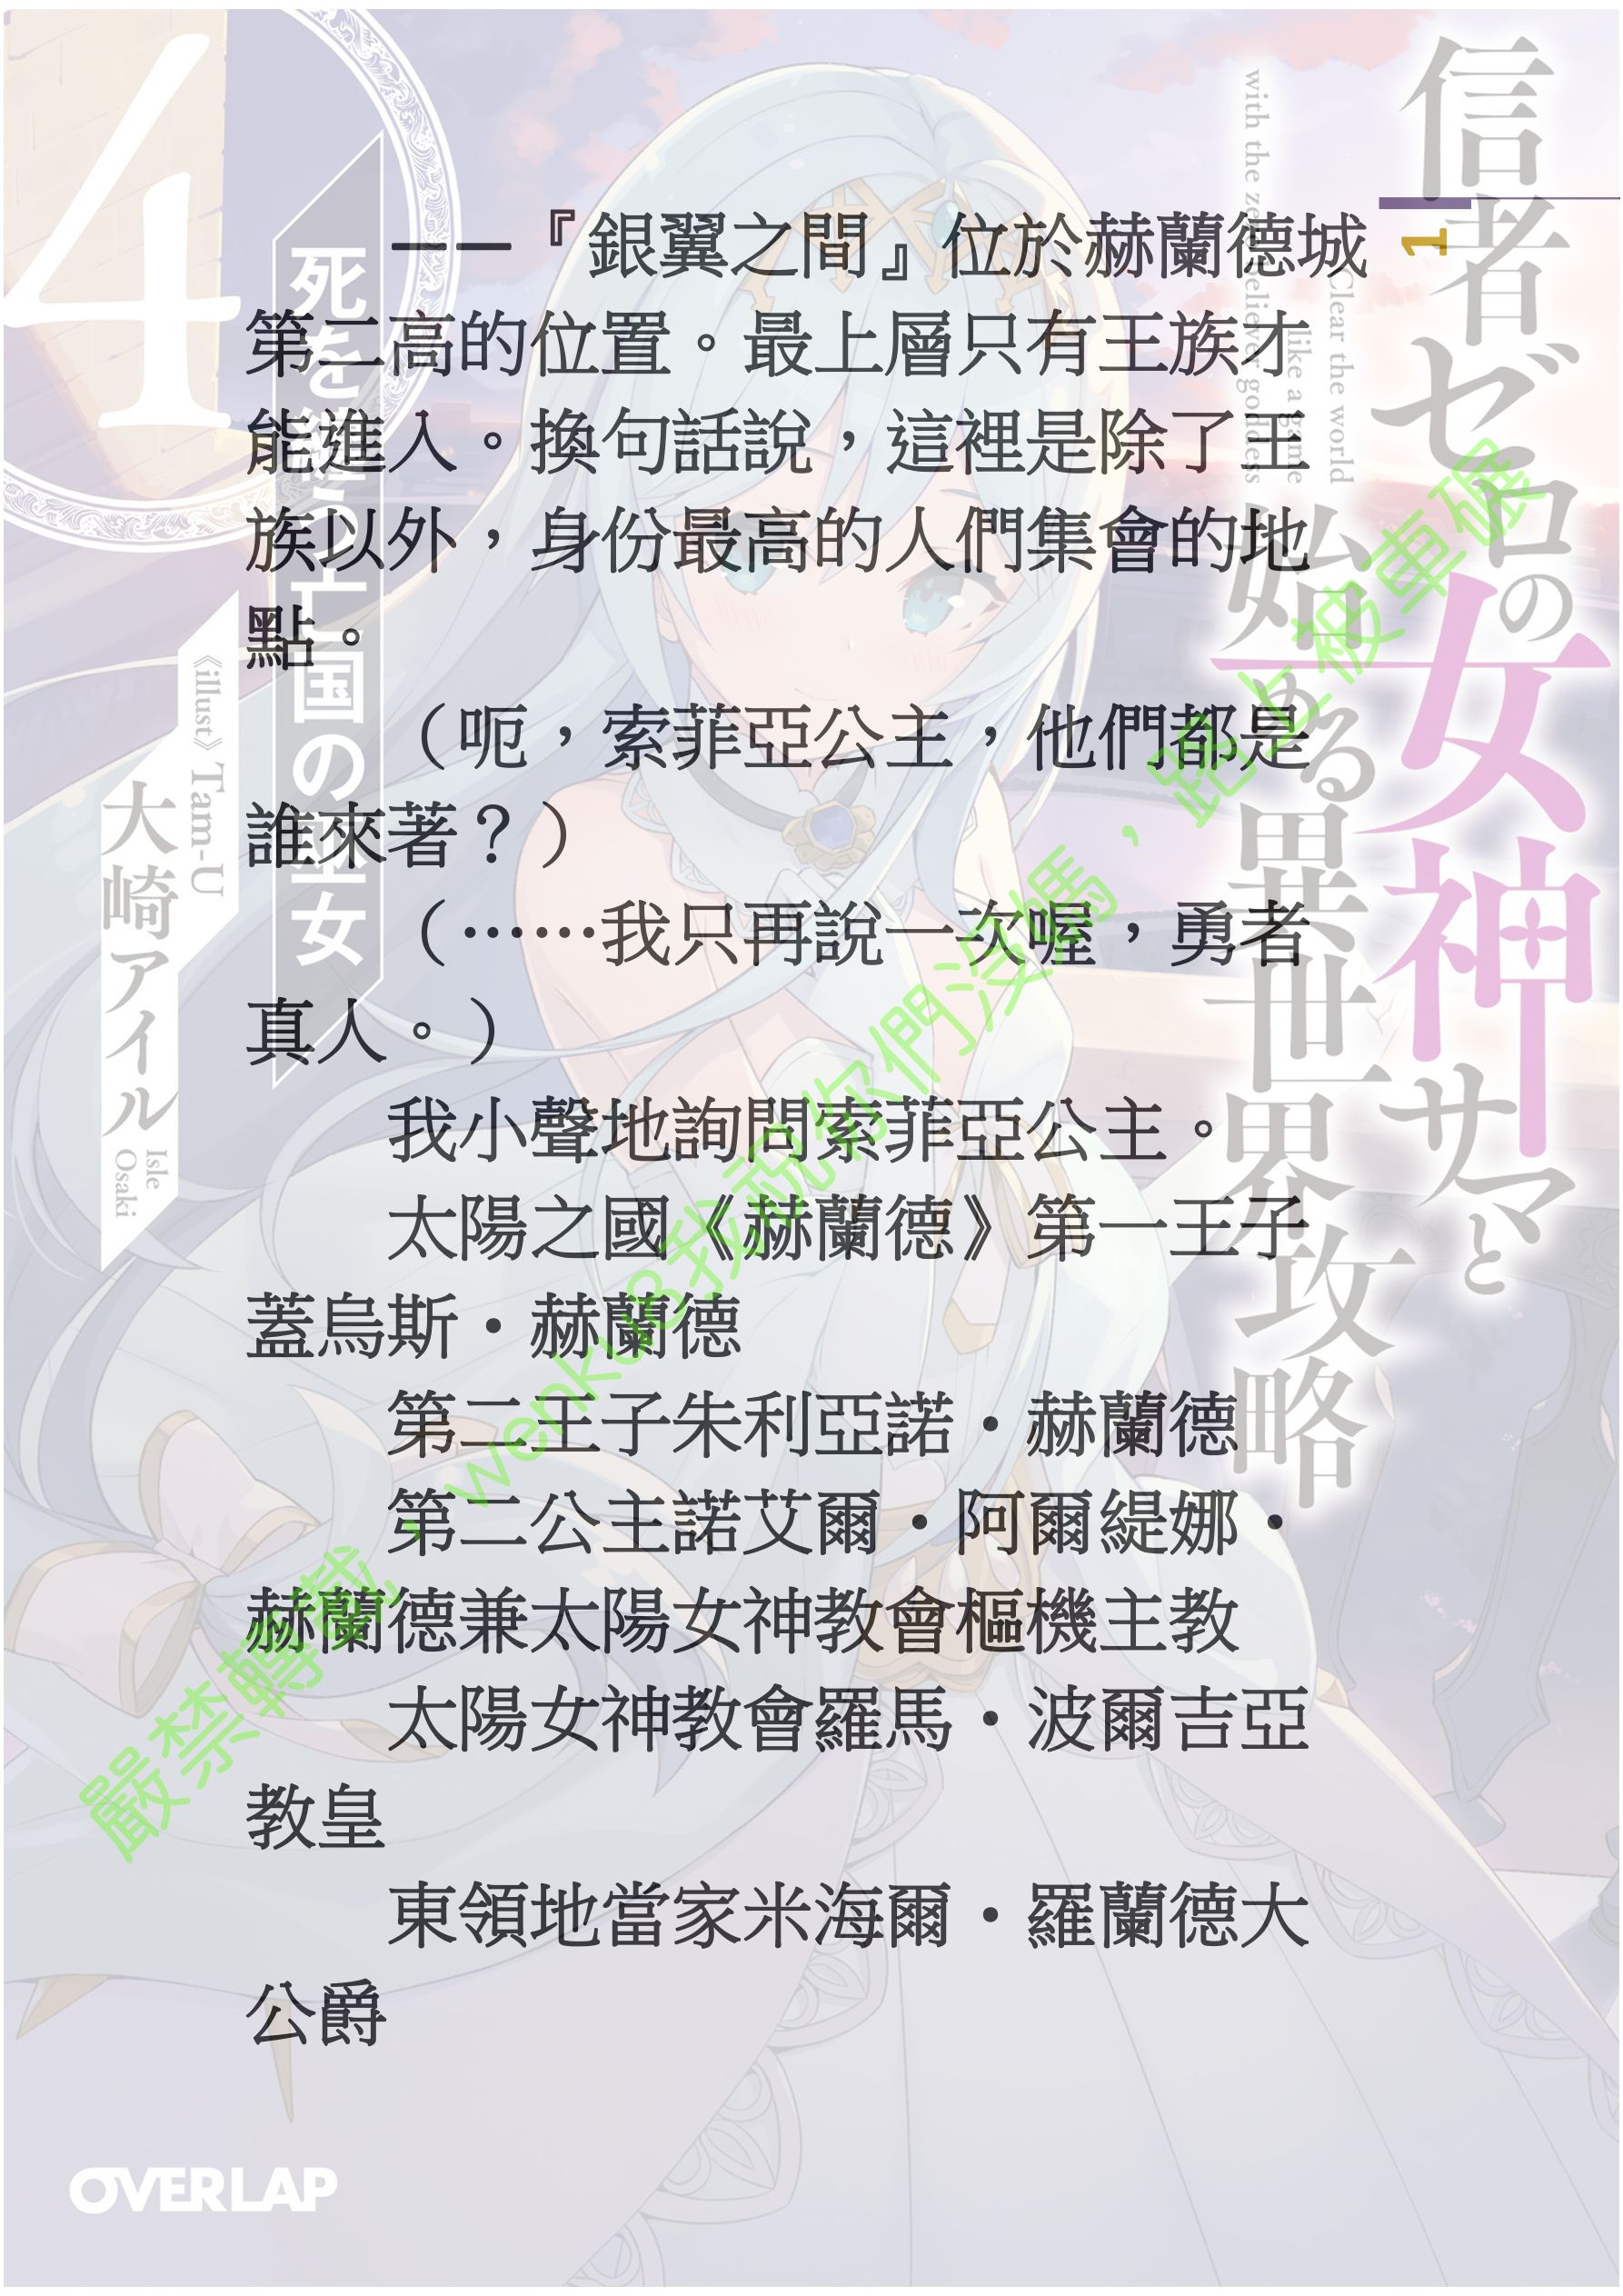 信者ゼロの女神サマと
始める異世界攻略
Clear the world
like a game
with the zero believer goddess
1
4
死を
亡国の巫女
《illust》Tam-U
大崎アイル
Isle
Osaki
——『銀翼之間』位於赫蘭德城
第二高的位置。最上層只有王族才
能進入。換句話說，這裡是除了王
族以外，身份最高的人們集會的地
點。
（呃，索菲亞公主，他們都是
誰來著？）
（⋯⋯我只再說一次喔，勇者
真人。）
我小聲地詢問索菲亞公主。
太陽之國《赫蘭德》第一王子
蓋烏斯・赫蘭德
第二王子朱利亞諾・赫蘭德
第二公主諾艾爾・阿爾緹娜・
赫蘭德兼太陽女神教會樞機主教
太陽女神教會羅馬・波爾吉亞
教皇
東領地當家米海爾・羅蘭德大
公爵
嚴禁轉載，wenku8我祝你們沒媽，路上被車碾
OVERLAP